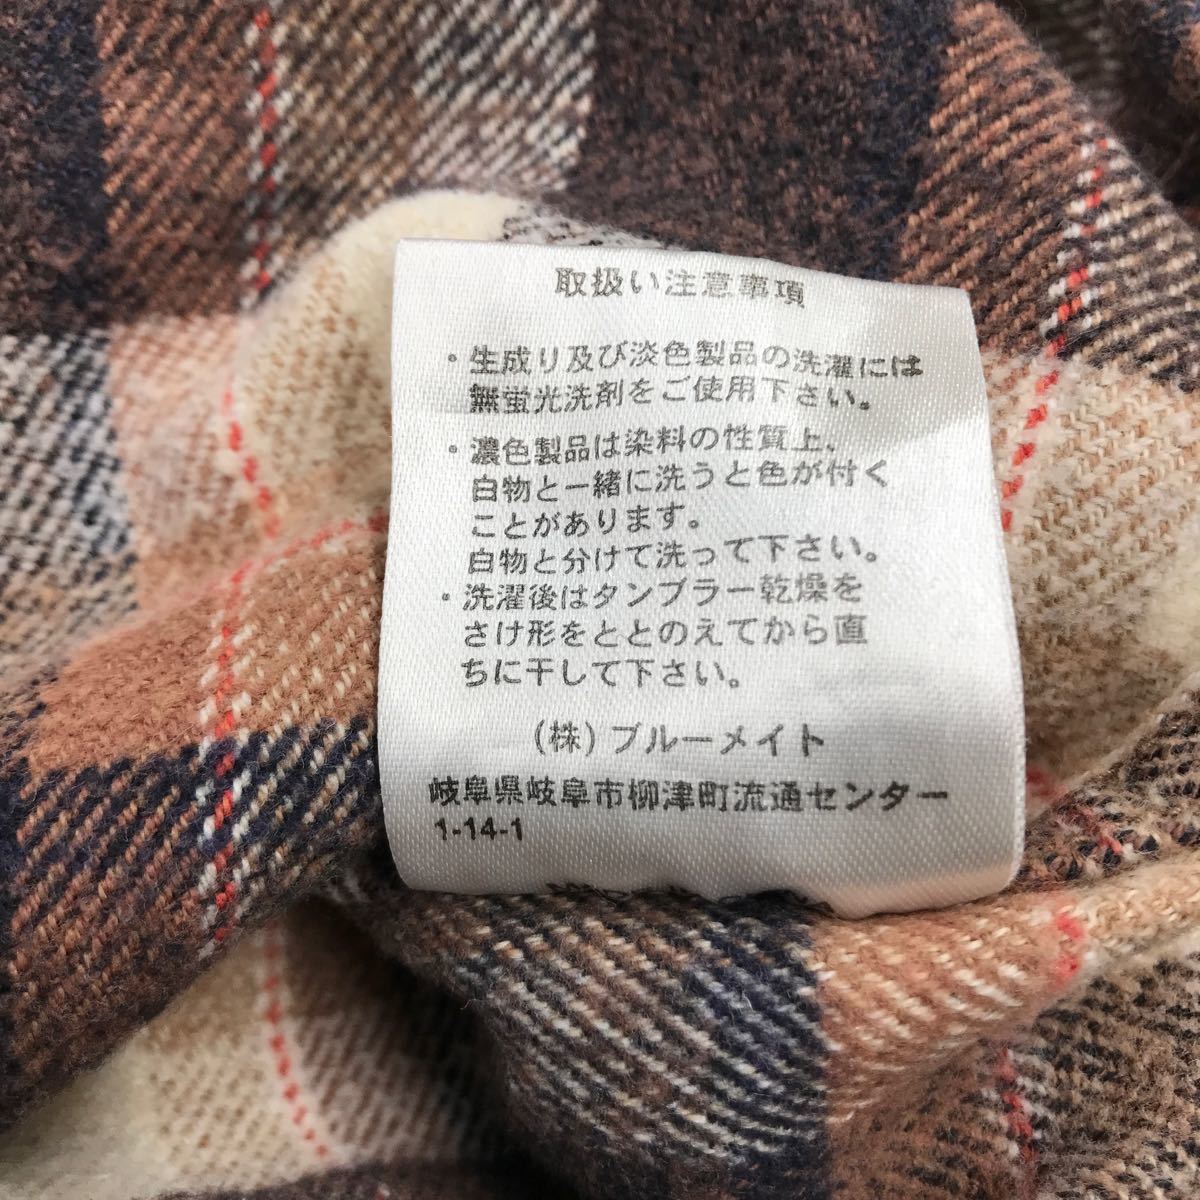 取扱い注意事項
・生成り及び淡色製品の洗濯には
無蛍光洗剤をご使用下さい。
・濃色製品は染料の性質上、
白物と一緒に洗うと色が付く
ことがあります。
白物と分けて洗って下さい。
・洗濯後はタンブラー乾燥を
さけ形をととのえてから直
ちに干して下さい。
(株)ブルーメイト
岐阜県岐阜市柳津町流通センター
1-14-1